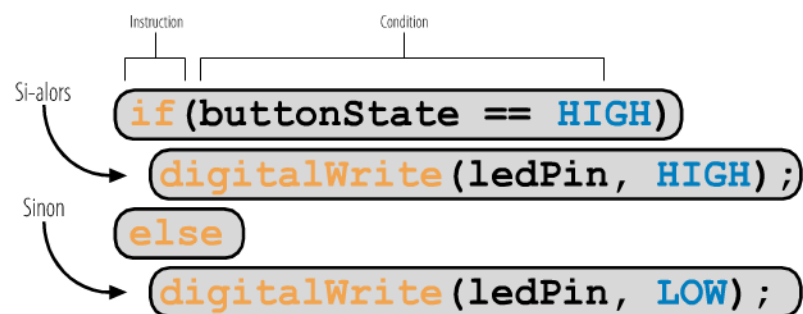 Instruction Condition
Si-alors
if(buttonState == HIGH)
digitalWrite(ledPin, HIGH);
Sinon
else
digitalWrite(ledPin, LOW);